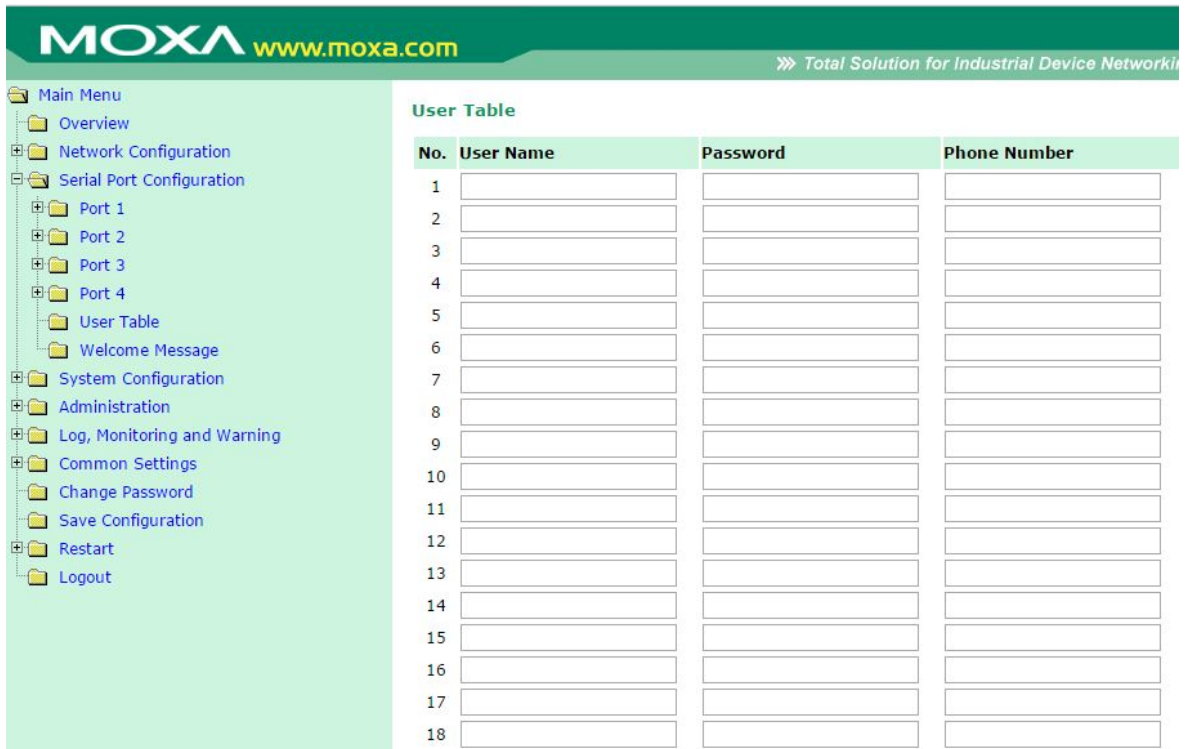 MOXA www.moxa.com
Total Solution for Industrial Device Networkin
Main Menu
Overview
Network Configuration
Serial Port Configuration
Port 1
Port 2
Port 3
Port 4
User Table
Welcome Message
System Configuration
Administration
Log, Monitoring and Warning
Common Settings
Change Password
Save Configuration
Restart
Logout
User Table
No. User Name Password Phone Number
1
2
3
4
5
6
7
8
9
10
11
12
13
14
15
16
17
18